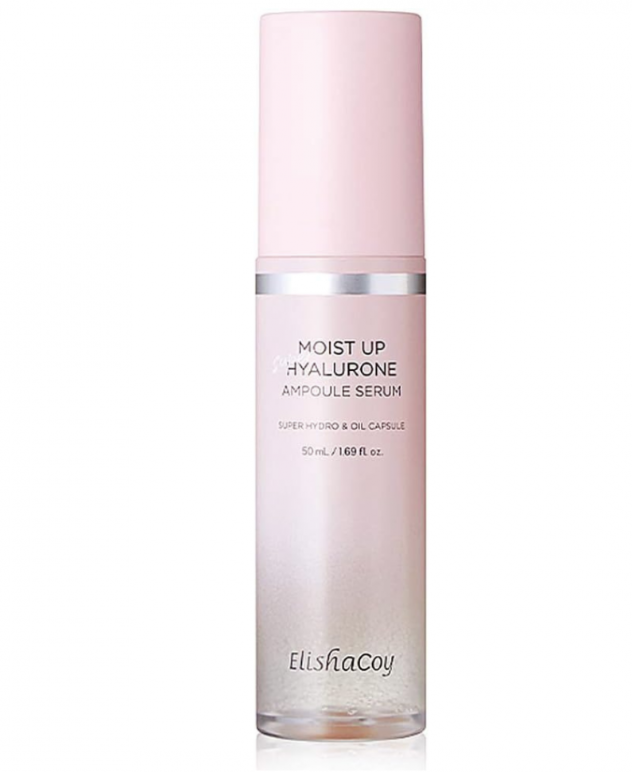 MOIST UP
HYALURONE
AMPOULE SERUM
SUPER HYDRO & OIL CAPSULE
50 mL / 1.69 fl. oz.
ElishaCoy